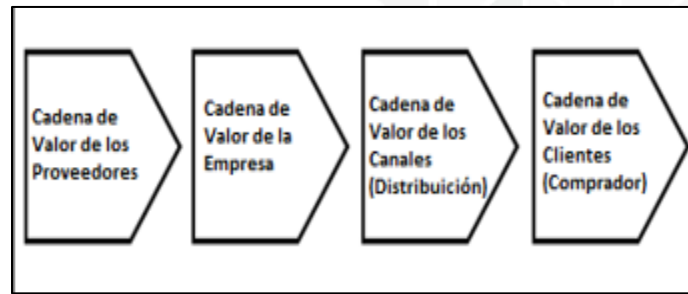 Cadena de
Valor de los
Proveedores
Cadena de
Valor de la
Empresa
Cadena de
Valor de los
Canales
(Distribuición)
Cadena de
Valor de los
Clientes
(Comprador)